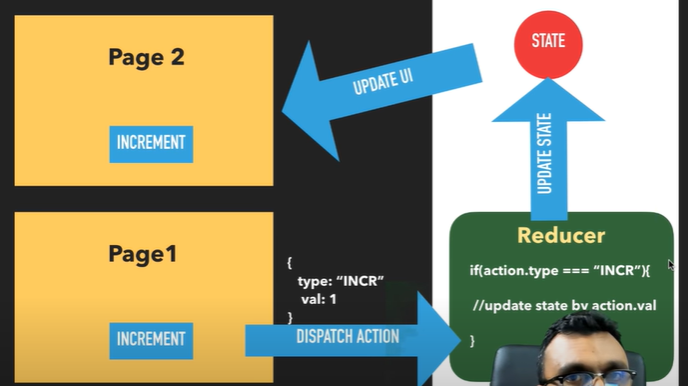 Page 2
INCREMENT
UPDATE UI
STATE
UPDATE STATE
Page1
INCREMENT
{
type: “INCR”
val: 1
}
DISPATCH ACTION
Reducer
if(action.type === “INCR”){
//update state by action.val
}